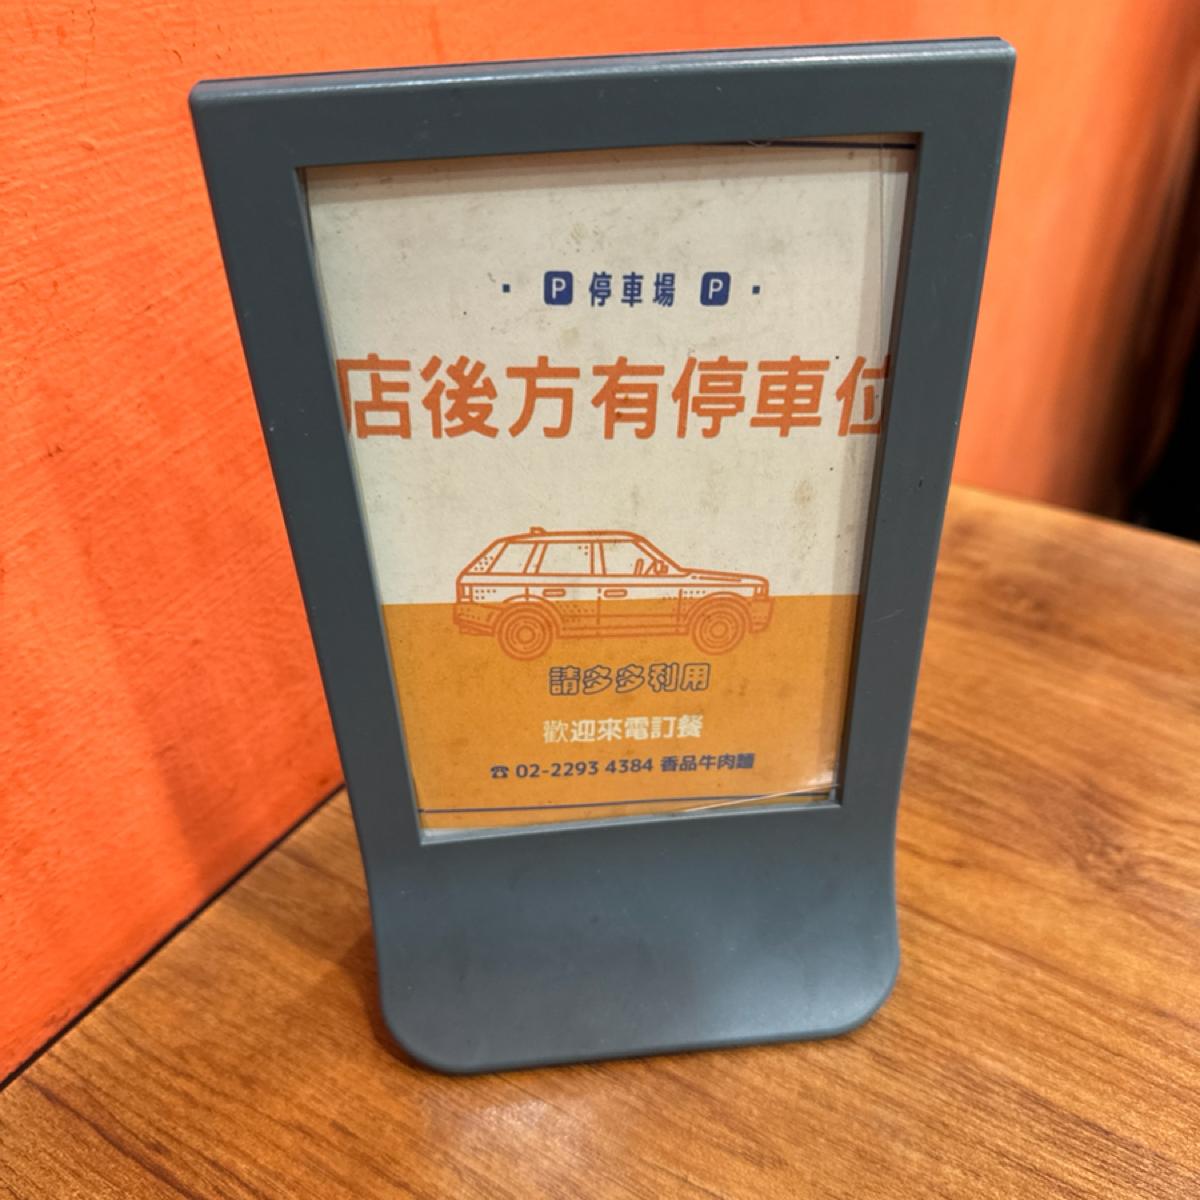 · P 停車場 P ·
店後方有停車位
請多多利用
歡迎來電訂餐
☎ 02-2293 4384 香品牛肉麵